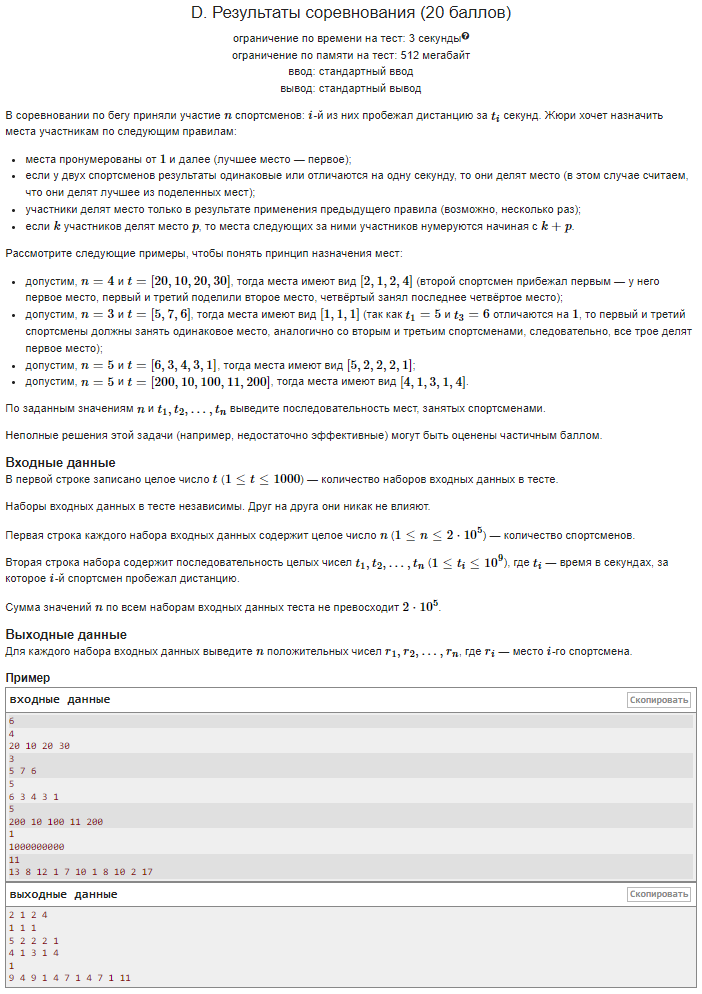 D. Результаты соревнования (20 баллов)
ограничение по времени на тест: 3 секунды
ограничение по памяти на тест: 512 мегабайт
ввод: стандартный ввод
вывод: стандартный вывод
В соревновании по бегу приняли участие n спортсменов: i-й из них пробежал дистанцию за t_i секунд. Жюри хочет назначить
места участникам по следующим правилам:
• места пронумерованы от 1 и далее (лучшее место — первое);
• если у двух спортсменов результаты одинаковые или отличаются на одну секунду, то они делят место (в этом случае считаем,
что они делят лучшее из поделенных мест);
• участники делят место только в результате применения предыдущего правила (возможно, несколько раз);
• если k участников делят место p, то места следующих за ними участников нумеруются начиная с k + p.
Рассмотрите следующие примеры, чтобы понять принцип назначения мест:
• допустим, n = 4 и t = [20, 10, 20, 30], тогда места имеют вид [2, 1, 2, 4] (второй спортсмен прибежал первым — у него
первое место, первый и третий поделили второе место, четвёртый занял последнее четвёртое место);
• допустим, n = 3 и t = [5, 7, 6], тогда места имеют вид [1, 1, 1] (так как t_1 = 5 и t_3 = 6 отличаются на 1, то первый и третий
спортсмены должны занять одинаковое место, аналогично со вторым и третьим спортсменами, следовательно, все трое делят
первое место);
• допустим, n = 5 и t = [6, 3, 4, 3, 1], тогда места имеют вид [5, 2, 2, 2, 1];
• допустим, n = 5 и t = [200, 10, 100, 11, 200], тогда места имеют вид [4, 1, 3, 1, 4].
По заданным значениям n и t_1, t_2, …, t_n выведите последовательность мест, занятых спортсменами.
Неполные решения этой задачи (например, недостаточно эффективные) могут быть оценены частичным баллом.
Входные данные
В первой строке записано целое число t (1 ≤ t ≤ 1000) — количество наборов входных данных в тесте.
Наборы входных данных в тесте независимы. Друг на друга они никак не влияют.
Первая строка каждого набора входных данных содержит целое число n (1 ≤ n ≤ 2 · 10^5) — количество спортсменов.
Вторая строка набора содержит последовательность целых чисел t_1, t_2, …, t_n (1 ≤ t_i ≤ 10^9), где t_i — время в секундах, за
которое i-й спортсмен пробежал дистанцию.
Сумма значений n по всем наборам входных данных теста не превосходит 2 · 10^5.
Выходные данные
Для каждого набора входных данных выведите n положительных чисел r_1, r_2, …, r_n, где r_i — место i-го спортсмена.
Пример
входные данные Скопировать
6
4
20 10 20 30
3
5 7 6
5
6 3 4 3 1
5
200 10 100 11 200
1
1000000000
11
13 8 12 1 7 10 1 8 10 2 17
выходные данные Скопировать
2 1 2 4
1 1 1
5 2 2 2 1
4 1 3 1 4
1
9 4 9 1 4 7 1 4 7 1 11